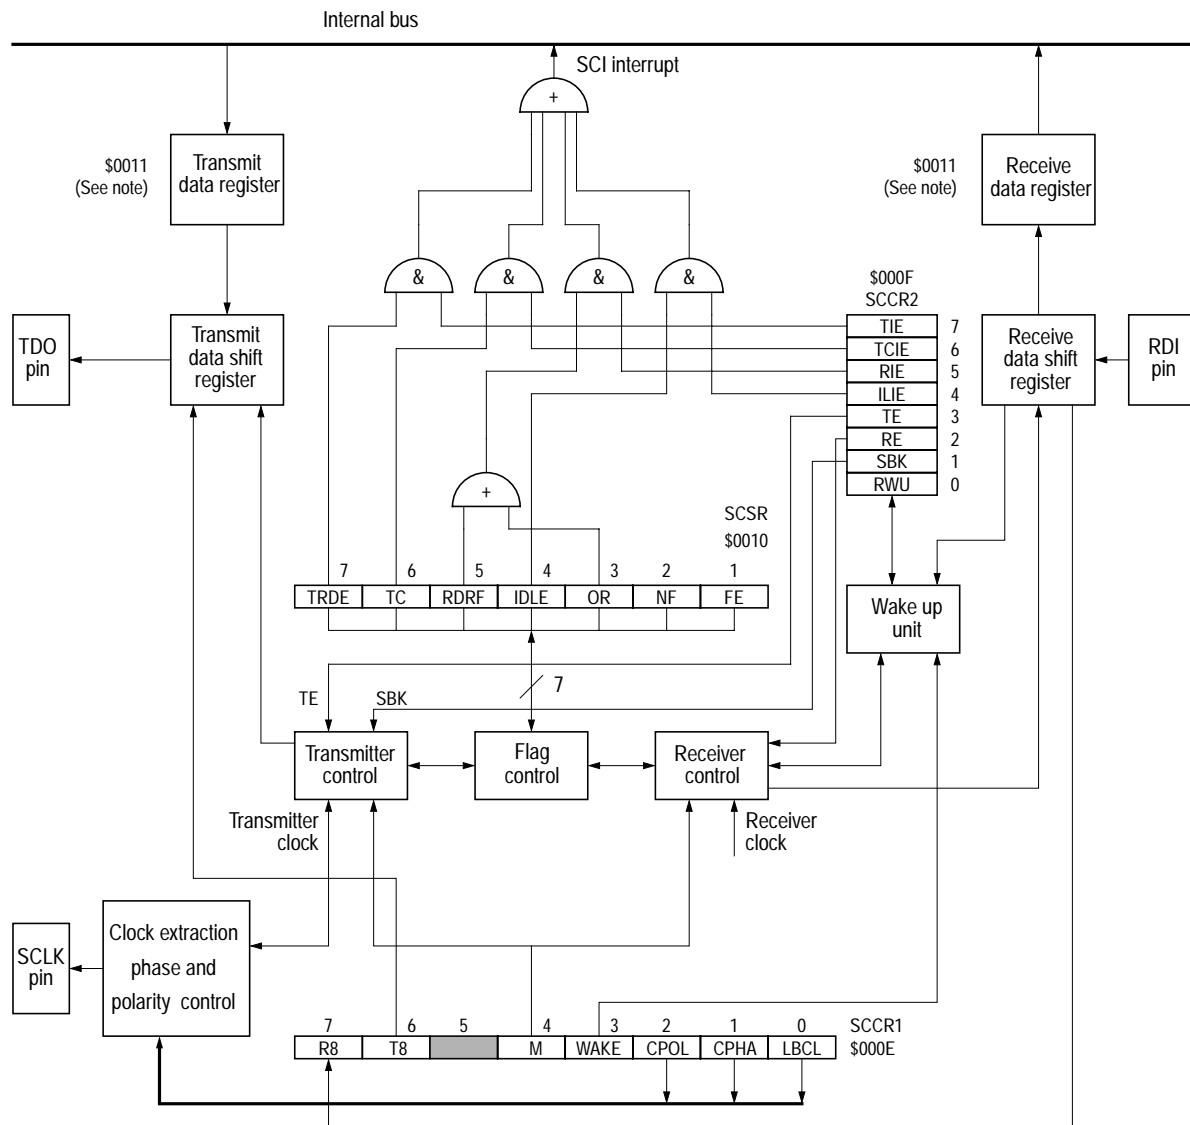 Internal bus
SCI interrupt
+
$0011
(See note)
Transmit
data register
$0011
(See note)
Receive
data register
&
&
&
&
$000F
SCCR2
TDO
pin
Transmit
data shift
register
TIE 7
TCIE 6
RIE 5
ILIE 4
TE 3
RE 2
SBK 1
RWU 0
Receive
data shift
register
RDI
pin
+
SCSR
$0010
7 6 5 4 3 2 1
TRDE TC RDRF IDLE OR NF FE
Wake up
unit
7
TE
SBK
Transmitter
control
Flag
control
Receiver
control
Transmitter
clock
Receiver
clock
SCLK
pin
Clock extraction
phase and
polarity control
7 6 5 4 3 2 1 0 SCCR1
R8 T8 M WAKE CPOL CPHA LBCL $000E